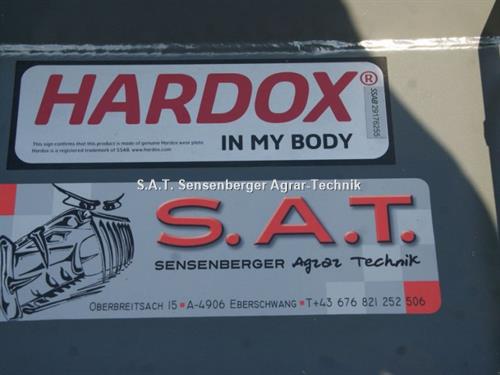 HARDOX®
IN MY BODY
SSAB 29176255
This sign confirms that this product is made of genuine Hardox wear plate.
Hardox is a registered trademark of SSAB. www.hardox.com
S.A.T. Sensenberger Agrar-Technik
S.A.T.
SENSENBERGER Agrar Technik
OBERBREITSACH 15 ▪ A-4906 EBERSCHWANG ▪ T+43 676 821 252 506